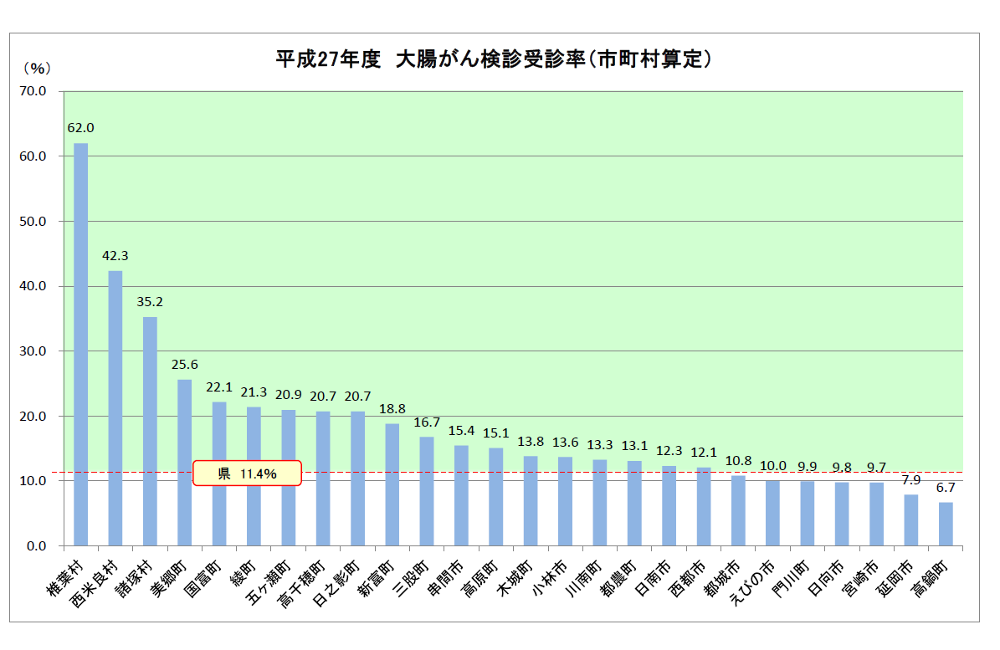 平成27年度　大腸がん検診受診率（市町村算定）
（％）
70.0
60.0
50.0
40.0
30.0
20.0
10.0
0.0
62.0
42.3
35.2
25.6
22.1
21.3
20.9
20.7
20.7
18.8
16.7
15.4
15.1
13.8
13.6
13.3
13.1
12.3
12.1
10.8
10.0
9.9
9.8
9.7
7.9
6.7
県　11.4%
椎葉村
西米良村
諸塚村
美郷町
国富町
綾町
五ヶ瀬町
高千穂町
日之影町
新富町
三股町
串間市
高原町
木城町
小林市
川南町
都農町
日南市
西都市
都城市
えびの市
門川町
日向市
宮崎市
延岡市
高鍋町